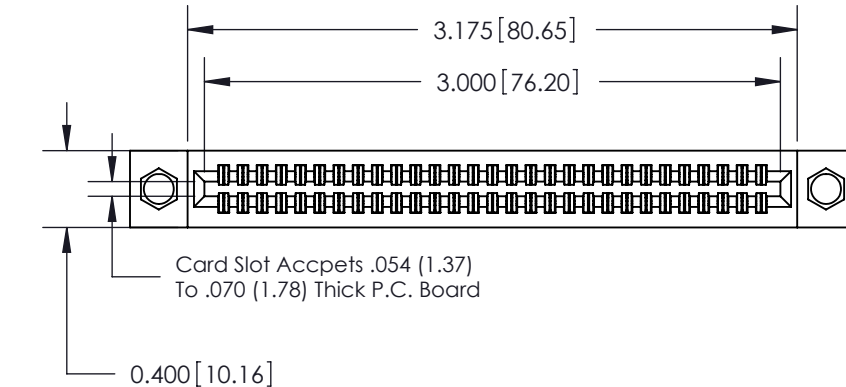 3.175[80.65]
3.000[76.20]
Card Slot Accpets .054 (1.37)
To .070 (1.78) Thick P.C. Board
0.400[10.16]